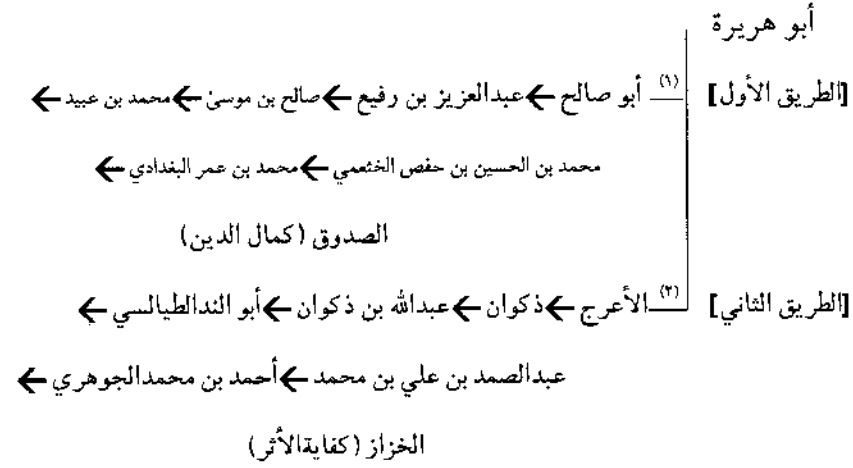 أبو هريرة
[الطريق الأول] (١) أبو صالح ← عبدالعزيز بن رفيع ← صالح بن موسى ← محمد بن عبيد ←
محمد بن الحسين بن حفص الخثعمي ← محمد بن عمر البغدادي ←
الصدوق (كمال الدين)
[الطريق الثاني] (٢) الأعرج ← ذكوان ← عبدالله بن ذكوان ← أبو الندالطيالسي ←
عبدالصمد بن علي بن محمد ← أحمد بن محمدالجوهري ←
الخزاز (كفايةالأثر)